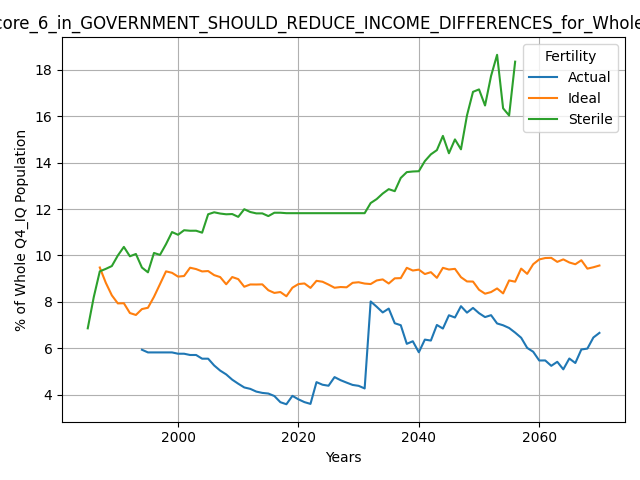 core_6_in_GOVERNMENT_SHOULD_REDUCE_INCOME_DIFFERENCES_for_Whole
% of Whole Q4_IQ Population
18
16
14
12
10
8
6
4
Fertility
Actual
Ideal
Sterile
2000
2020
2040
2060
Years